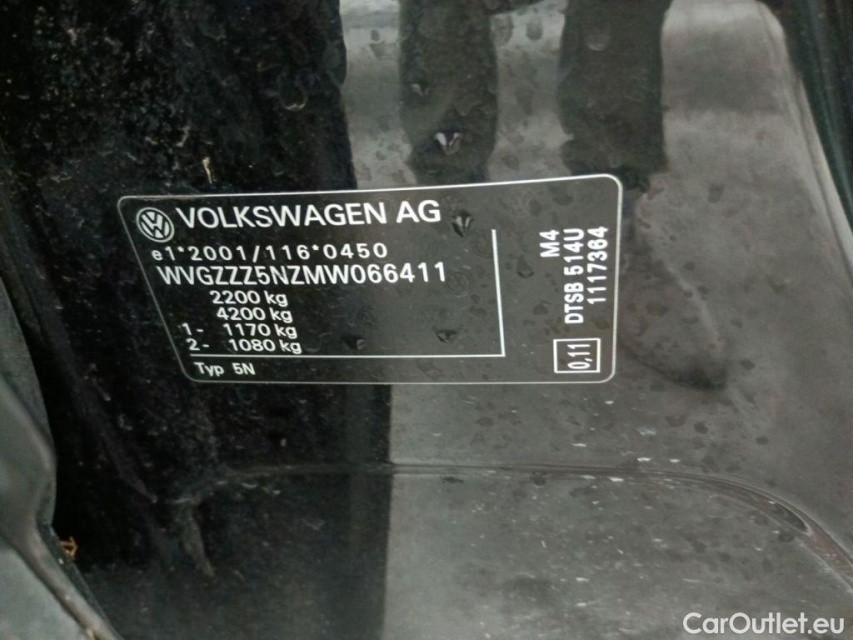 VOLKSWAGEN AG
e1*2001/116*0450
WVGZZZ5NZMW066411
2200 kg
4200 kg
1- 1170 kg
2- 1080 kg
Typ 5N
M4
DTSB 514U
1117364
0,11
CarOutlet.eu